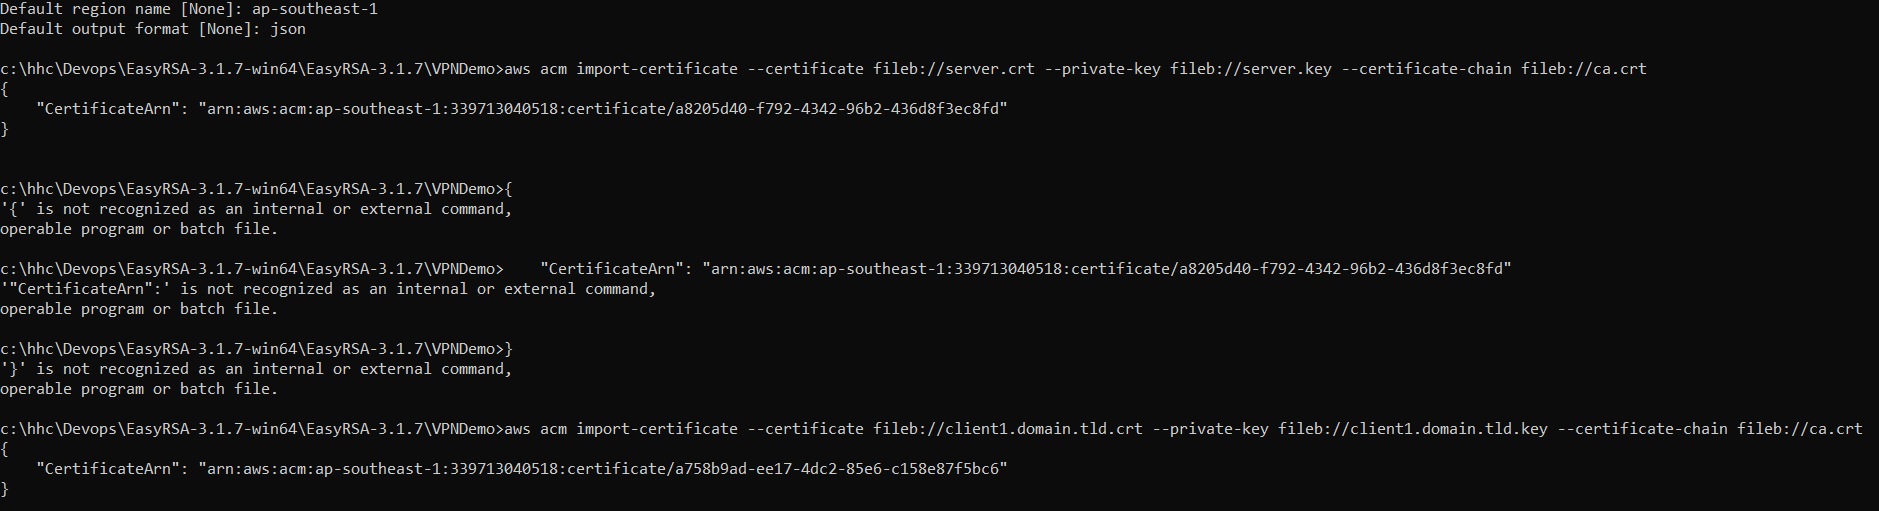 Default region name [None]: ap-southeast-1
Default output format [None]: json
c:\hhc\Devops\EasyRSA-3.1.7-win64\EasyRSA-3.1.7\VPNDemo>aws acm import-certificate --certificate fileb://server.crt --private-key fileb://server.key --certificate-chain fileb://ca.crt
{
    "CertificateArn": "arn:aws:acm:ap-southeast-1:339713040518:certificate/a8205d40-f792-4342-96b2-436d8f3ec8fd"
}
c:\hhc\Devops\EasyRSA-3.1.7-win64\EasyRSA-3.1.7\VPNDemo>{
'{' is not recognized as an internal or external command,
operable program or batch file.
c:\hhc\Devops\EasyRSA-3.1.7-win64\EasyRSA-3.1.7\VPNDemo>    "CertificateArn": "arn:aws:acm:ap-southeast-1:339713040518:certificate/a8205d40-f792-4342-96b2-436d8f3ec8fd"
'"CertificateArn":' is not recognized as an internal or external command,
operable program or batch file.
c:\hhc\Devops\EasyRSA-3.1.7-win64\EasyRSA-3.1.7\VPNDemo>}
'}' is not recognized as an internal or external command,
operable program or batch file.
c:\hhc\Devops\EasyRSA-3.1.7-win64\EasyRSA-3.1.7\VPNDemo>aws acm import-certificate --certificate fileb://client1.domain.tld.crt --private-key fileb://client1.domain.tld.key --certificate-chain fileb://ca.crt
{
    "CertificateArn": "arn:aws:acm:ap-southeast-1:339713040518:certificate/a758b9ad-ee17-4dc2-85e6-c158e87f5bc6"
}